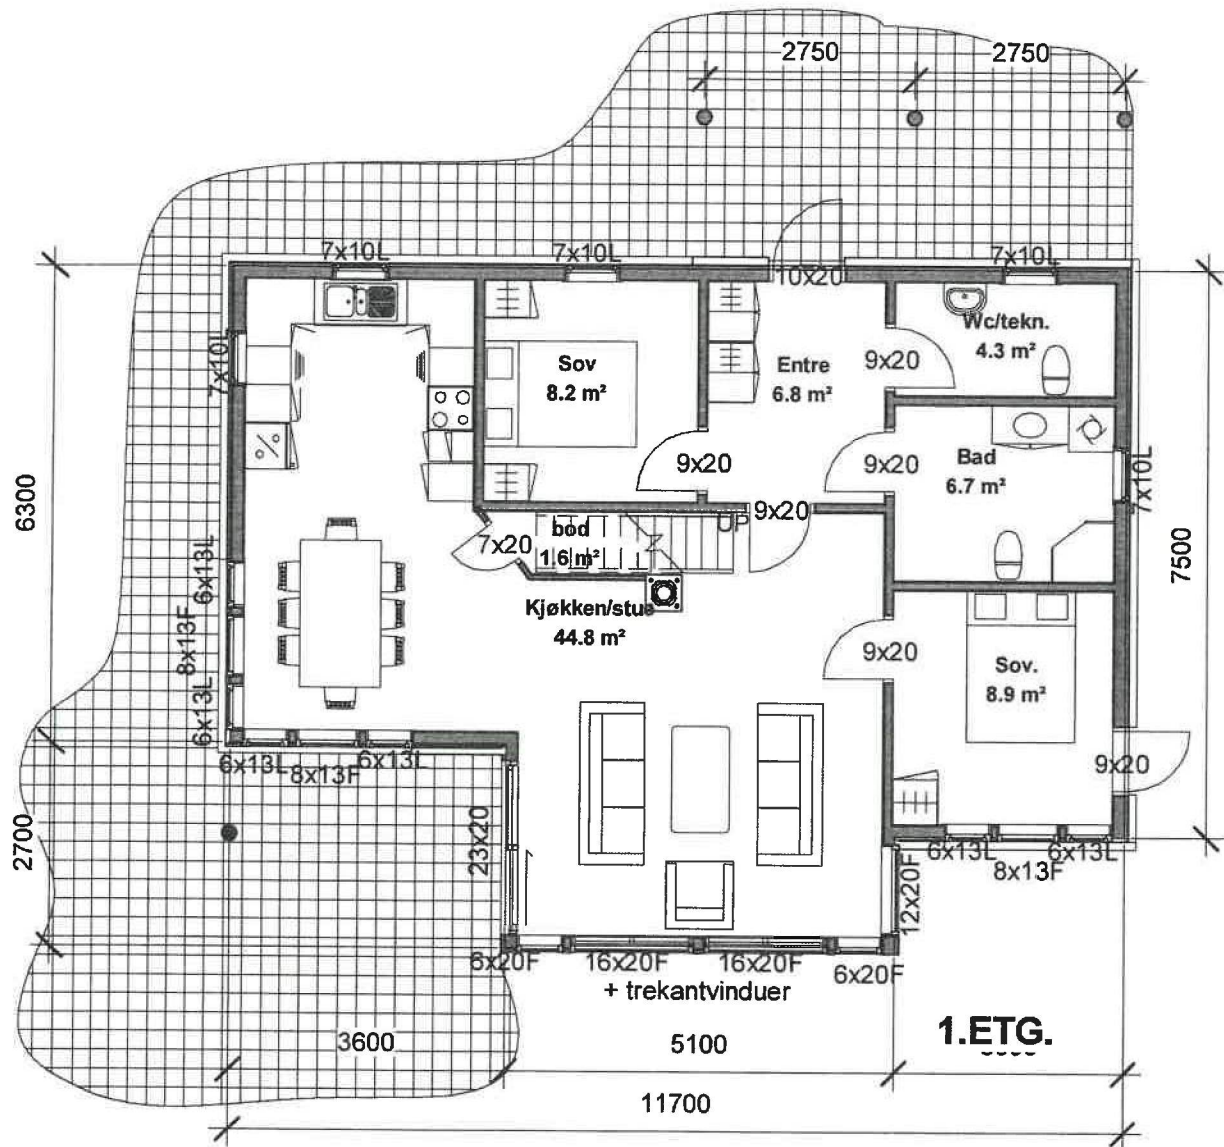 2750 2750
7x10L 7x10L 10x20 7x10L
Wc/tekn.
4.3 m²
7x10L
Sov
8.2 m²
Entre
6.8 m²
9x20
9x20
9x20
Bad
6.7 m²
7x10L
6300
9x20
UP
bod
1.6 m²
7x20
7500
6x13L
8x13F
6x13L
Kjøkken/stue
44.8 m²
9x20
Sov.
8.9 m²
6x13L 8x13F 6x13L
9x20
2700
23x20
12x20F
6x13L 8x13F 6x13L
6x20F 16x20F 16x20F 6x20F
+ trekantvinduer
1.ETG.
3600 5100
11700